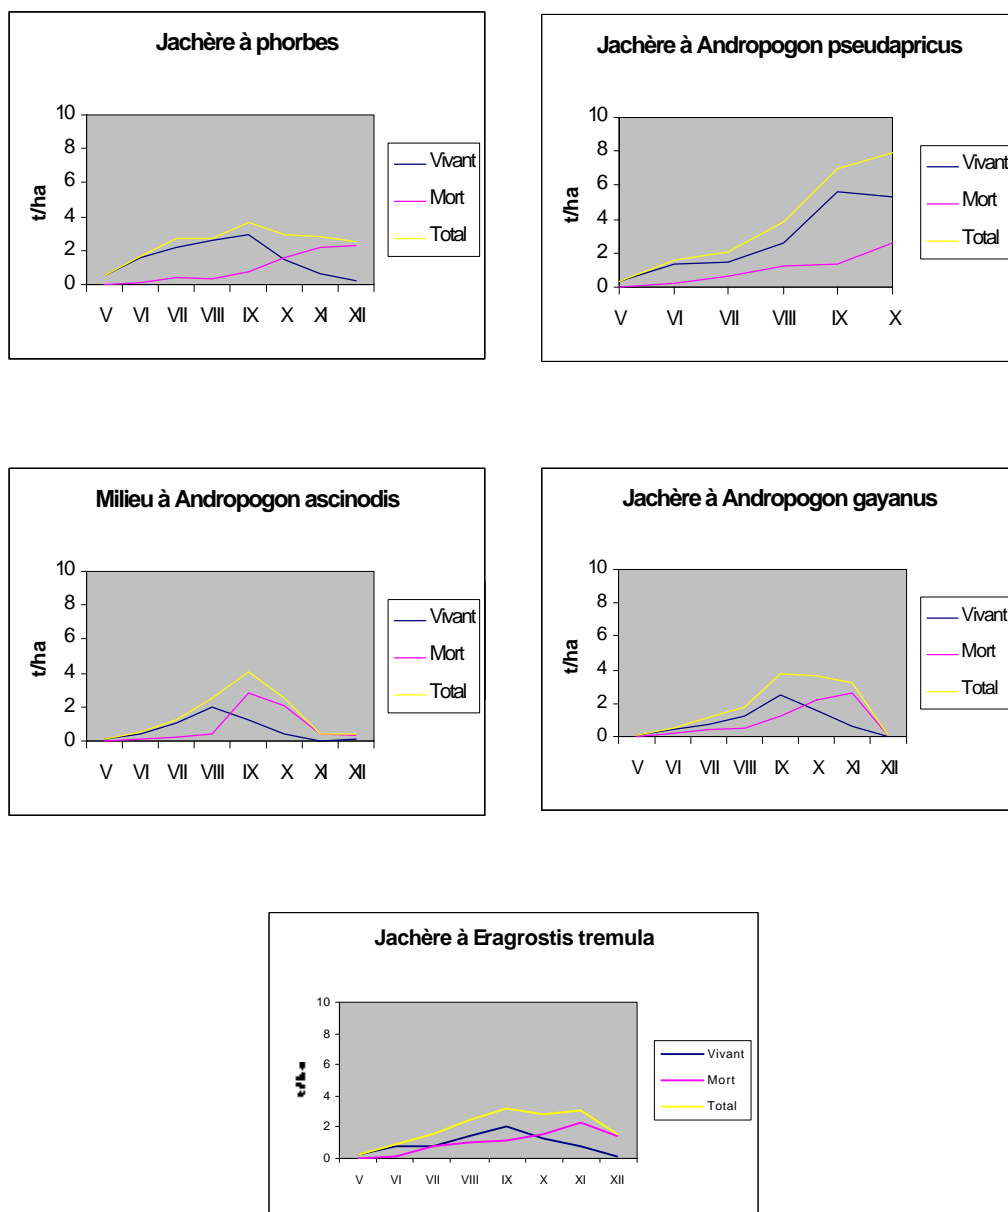 Jachère à phorbes
t/ha
10
8
6
4
2
0
V VI VII VIII IX X XI XII
Vivant
Mort
Total
Jachère à Andropogon pseudapricus
t/ha
10
8
6
4
2
0
V VI VII VIII IX X
Vivant
Mort
Total
Milieu à Andropogon ascinodis
t/ha
10
8
6
4
2
0
V VI VII VIII IX X XI XII
Vivant
Mort
Total
Jachère à Andropogon gayanus
t/ha
10
8
6
4
2
0
V VI VII VIII IX X XI XII
Vivant
Mort
Total
Jachère à Eragrostis tremula
t/ha
10
8
6
4
2
0
V VI VII VIII IX X XI XII
Vivant
Mort
Total